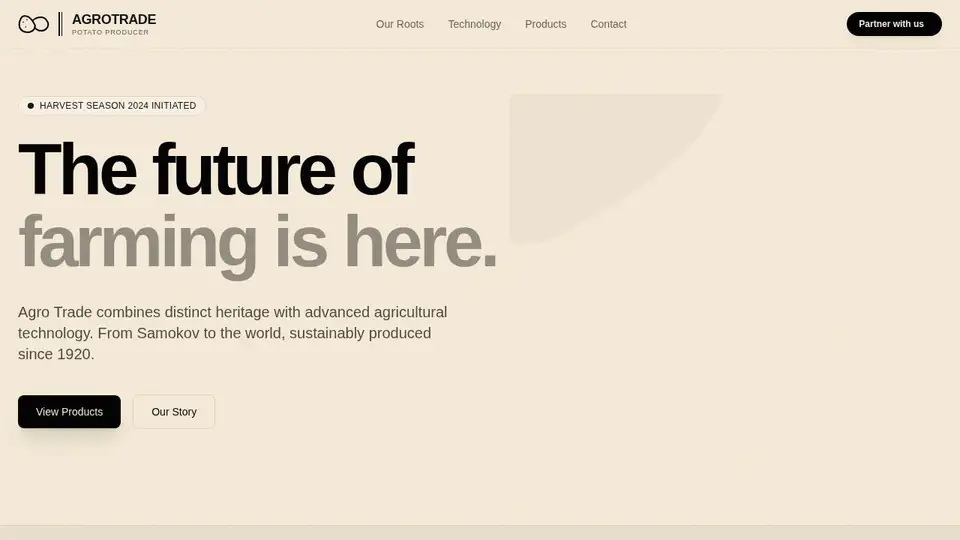 AGROTRADE
POTATO PRODUCER
Our Roots
Technology
Products
Contact
Partner with us
HARVEST SEASON 2024 INITIATED
The future of
farming is here.
Agro Trade combines distinct heritage with advanced agricultural
technology. From Samokov to the world, sustainably produced
since 1920.
View Products
Our Story